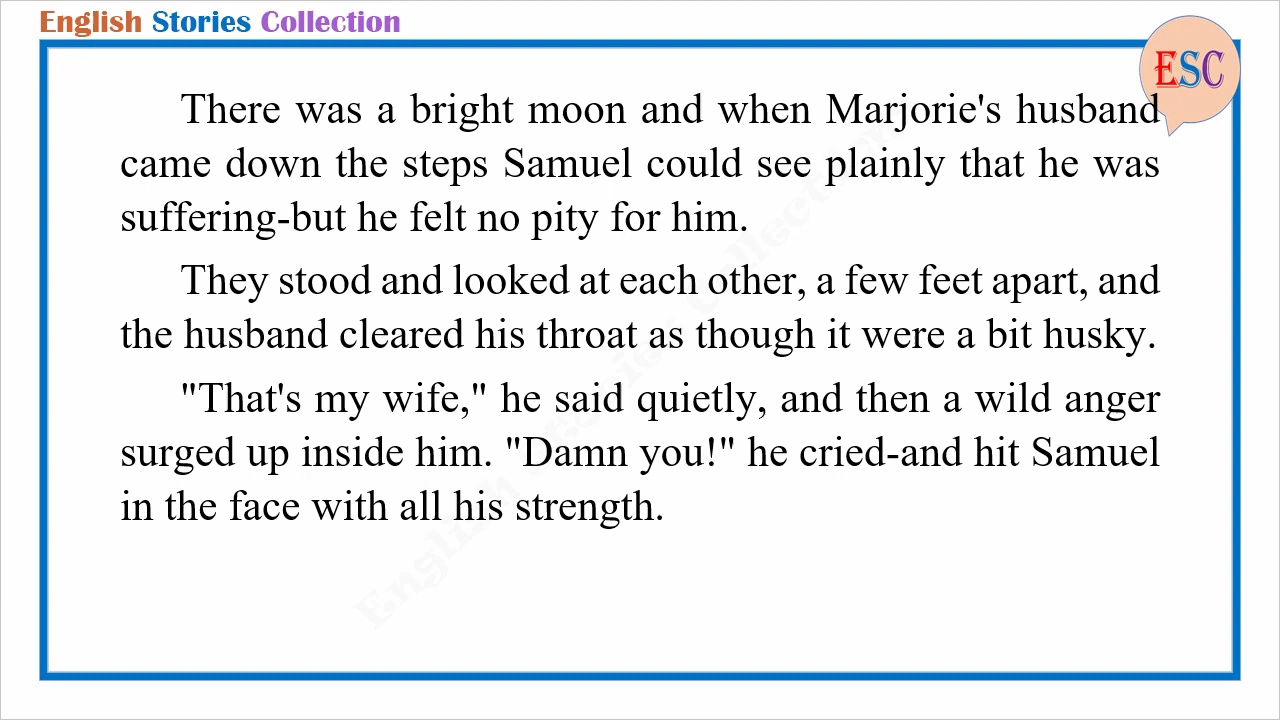 English Stories Collection
ESC
There was a bright moon and when Marjorie's husband
came down the steps Samuel could see plainly that he was
suffering-but he felt no pity for him.
They stood and looked at each other, a few feet apart, and
the husband cleared his throat as though it were a bit husky.
"That's my wife," he said quietly, and then a wild anger
surged up inside him. "Damn you!" he cried-and hit Samuel
in the face with all his strength.